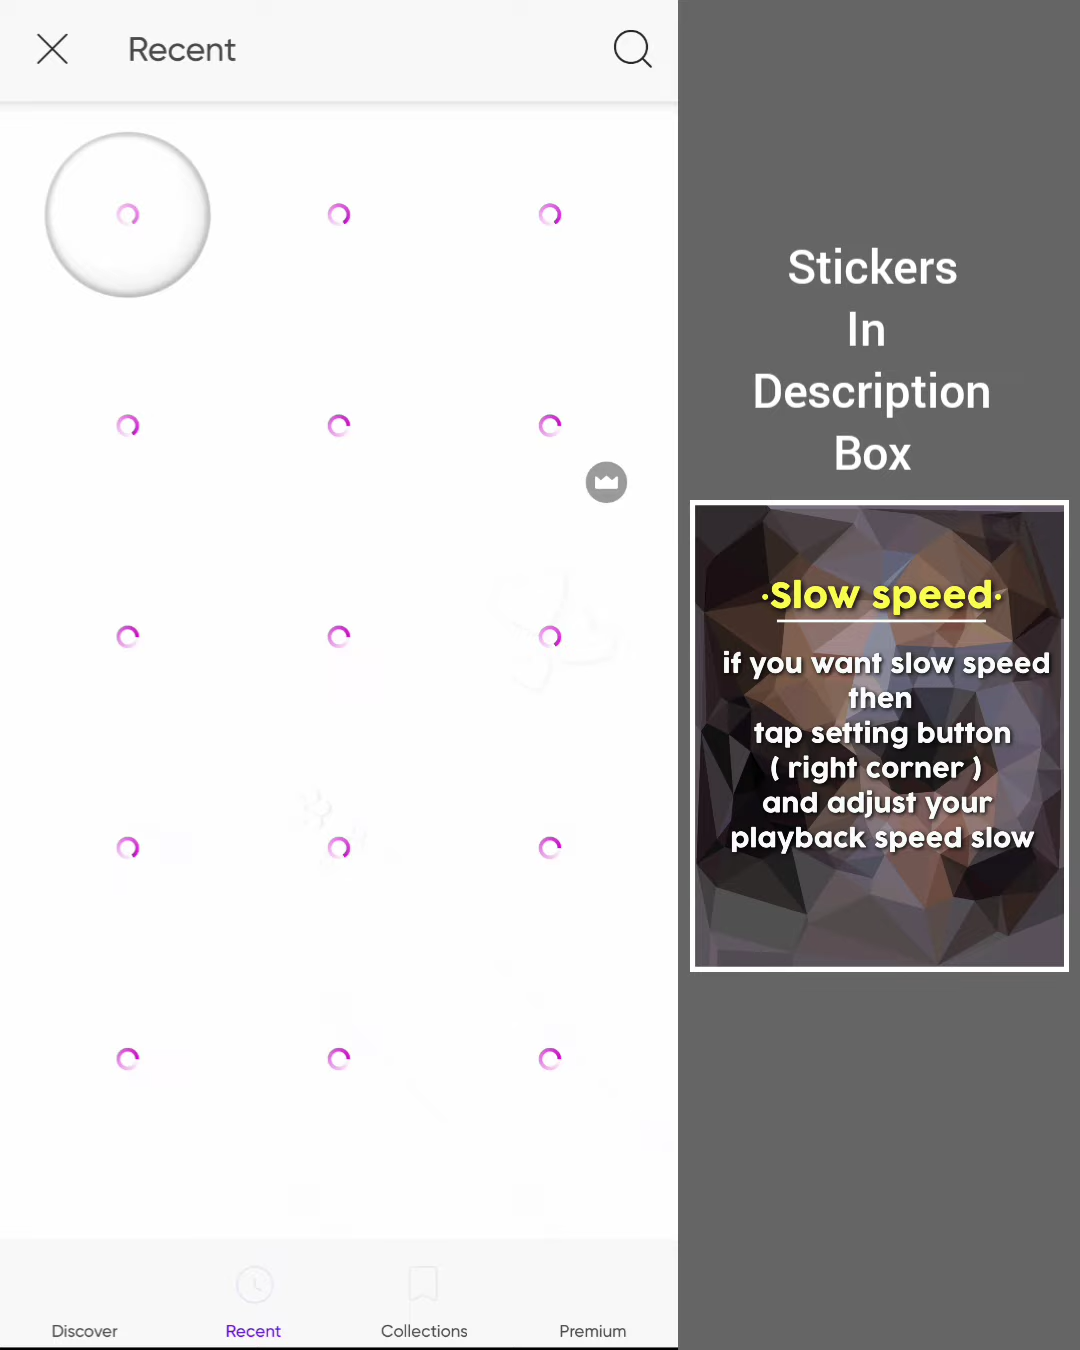 Recent
Stickers
In
Description
Box
·Slow speed·
if you want slow speed
then
tap setting button
( right corner )
and adjust your
playback speed slow
Discover
Recent
Collections
Premium